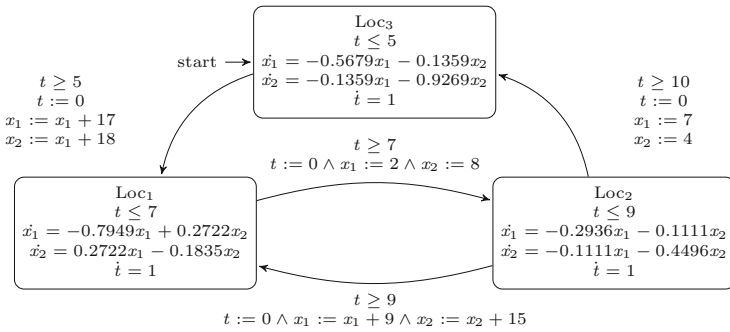 Loc₃
t ≤ 5
start
ẋ₁ = −0.5679x₁ − 0.1359x₂
ẋ₂ = −0.1359x₁ − 0.9269x₂
ṫ = 1
t ≥ 5
t := 0
x₁ := x₁ + 17
x₂ := x₁ + 18
t ≥ 10
t := 0
x₁ := 7
x₂ := 4
t ≥ 7
t := 0 ∧ x₁ := 2 ∧ x₂ := 8
Loc₁
t ≤ 7
ẋ₁ = −0.7949x₁ + 0.2722x₂
ẋ₂ = 0.2722x₁ − 0.1835x₂
ṫ = 1
Loc₂
t ≤ 9
ẋ₁ = −0.2936x₁ − 0.1111x₂
ẋ₂ = −0.1111x₁ − 0.4496x₂
ṫ = 1
t ≥ 9
t := 0 ∧ x₁ := x₁ + 9 ∧ x₂ := x₂ + 15